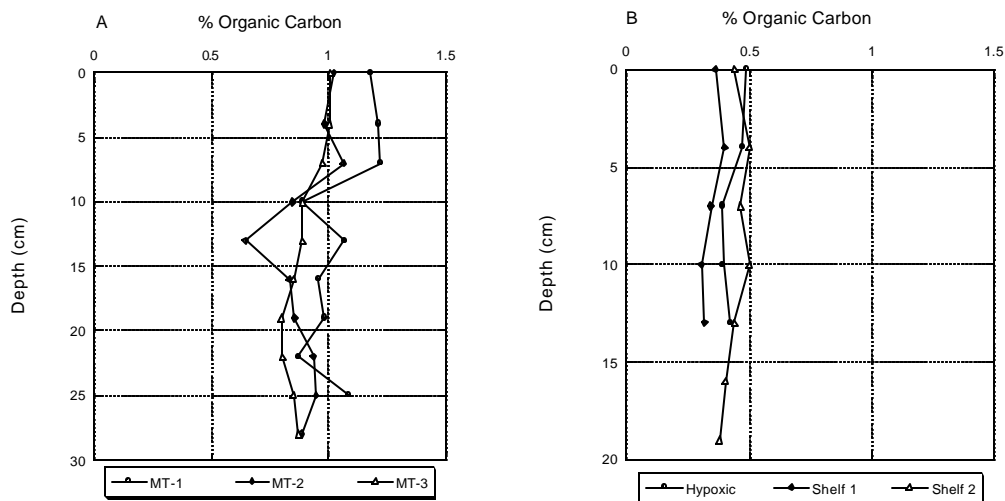 A
% Organic Carbon
0 0.5 1 1.5
0
5
10
15
20
25
30
Depth (cm)
MT-1 MT-2 MT-3
B
% Organic Carbon
0 0.5 1 1.5
0
5
10
15
20
Depth (cm)
Hypoxic Shelf 1 Shelf 2